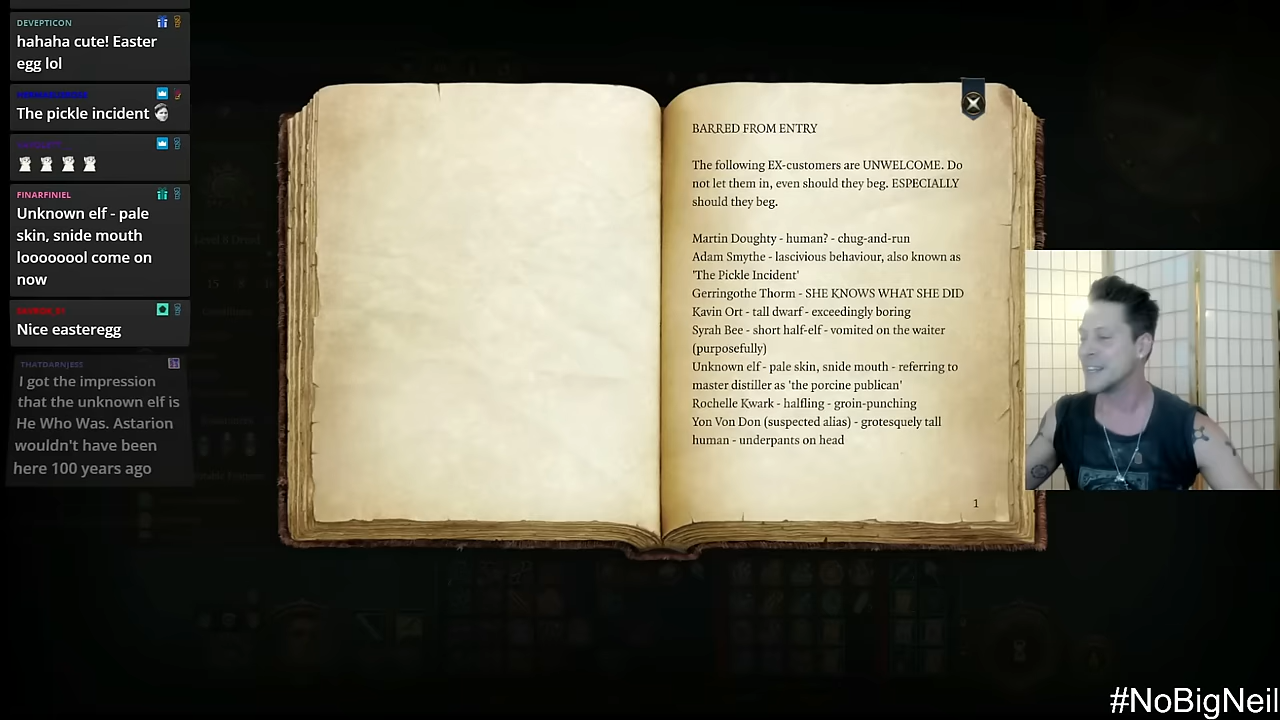 DEVEPTICON
hahaha cute! Easter
egg lol
The pickle incident
FINARFINIEL
Unknown elf - pale
skin, snide mouth
looooool come on
now
Nice easteregg
THATDARNJESS
I got the impression
that the unknown elf is
He Who Was. Astarion
wouldn't have been
here 100 years ago
BARRED FROM ENTRY
The following EX-customers are UNWELCOME. Do
not let them in, even should they beg. ESPECIALLY
should they beg.
Martin Doughty - human? - chug-and-run
Adam Smythe - lascivious behaviour, also known as
'The Pickle Incident'
Gerringothe Thorm - SHE KNOWS WHAT SHE DID
Kavin Ort - tall dwarf - exceedingly boring
Syrah Bee - short half-elf - vomited on the waiter
(purposefully)
Unknown elf - pale skin, snide mouth - referring to
master distiller as 'the porcine publican'
Rochelle Kwark - halfling - groin-punching
Yon Von Don (suspected alias) - grotesquely tall
human - underpants on head
1
#NoBigNeil